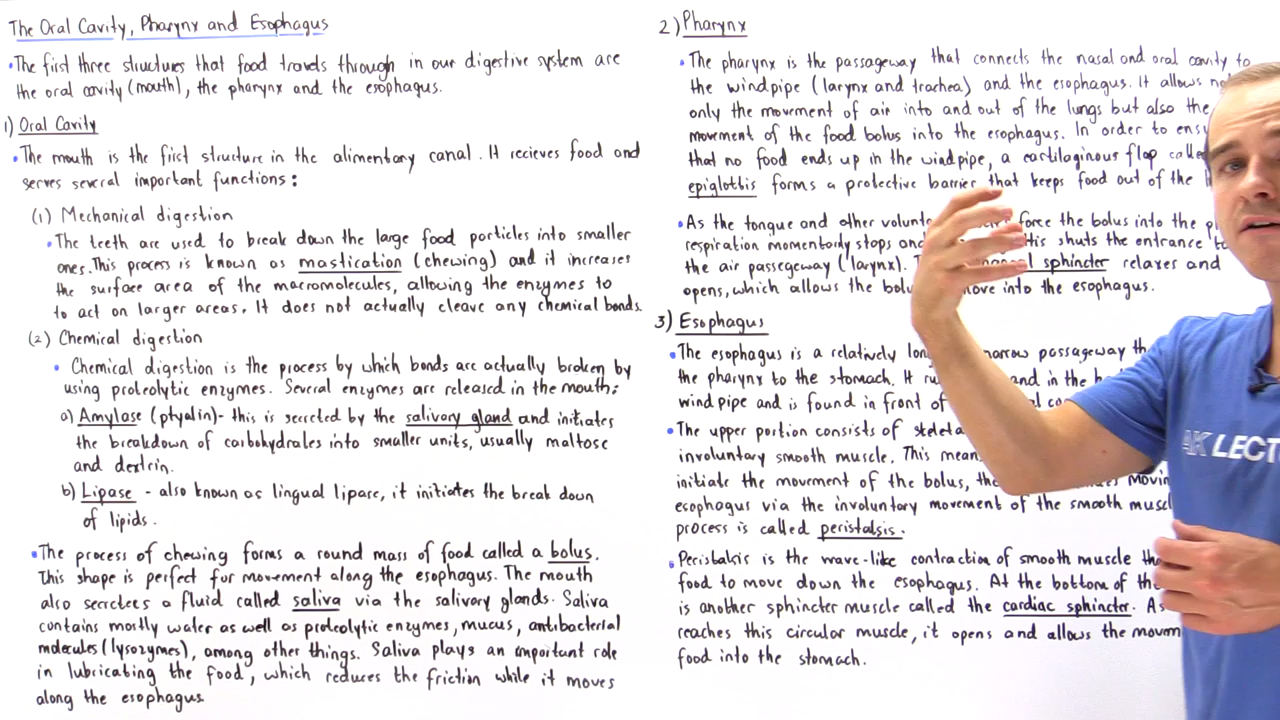 The Oral Cavity, Pharynx and Esophagus
•The first three structures that food travels through in our digestive system are
the oral cavity (mouth), the pharynx and the esophagus.
1) Oral Cavity
•The mouth is the first structure in the alimentary canal. It recieves food and
serves several important functions:
(1) Mechanical digestion
•The teeth are used to break down the large food particles into smaller
ones. This process is known as mastication (chewing) and it increases
the surface area of the macromolecules, allowing the enzymes to
to act on larger areas. It does not actually cleave any chemical bonds.
(2) Chemical digestion
• Chemical digestion is the process by which bonds are actually broken by
using proteolytic enzymes. Several enzymes are released in the mouth:
a) Amylase (ptyalin)- this is secreted by the salivary gland and initiates
the breakdown of carbohydrates into smaller units, usually maltose
and dextrin.
b) Lipase - also known as lingual lipase, it initiates the break down
of lipids.
•The process of chewing forms a round mass of food called a bolus.
This shape is perfect for movement along the esophagus. The mouth
also secretes a fluid called saliva via the salivary glands. Saliva
contains mostly water as well as proteolytic enzymes, mucus, antibacterial
molecules (lysozymes), among other things. Saliva plays an important role
in lubricating the food, which reduces the friction while it moves
along the esophagus.
2) Pharynx
• The pharynx is the passageway that connects the nasal and oral cavity to
the windpipe (larynx and trachea) and the esophagus. It allows
only the movement of air into and out of the lungs but also the
movement of the food bolus into the esophagus. In order to
that no food ends up in the windpipe, a cartilaginous flap
epiglottis forms a protective barrier that keeps food out of the
•As the tongue and other force the bolus into the
respiration momentarily stops shuts the entrance
the air passegeway (larynx). sphincter relaxes and
opens, which allows the move into the esophagus.
3) Esophagus
•The esophagus is a relatively narrow passageway
the pharynx to the stomach. It and in the
windpipe and is found in front of
•The upper portion consists of
involuntary smooth muscle. This
initiate the movement of the bolus,
esophagus via the involuntary movement of the smooth
process is called peristalsis.
•Peristalsis is the wave-like contraction of smooth muscle
food to move down the esophagus. At the bottom of
is another sphincter muscle called the cardiac sphincter. As
reaches this circular muscle, it opens and allows the
food into the stomach.
AK LECT